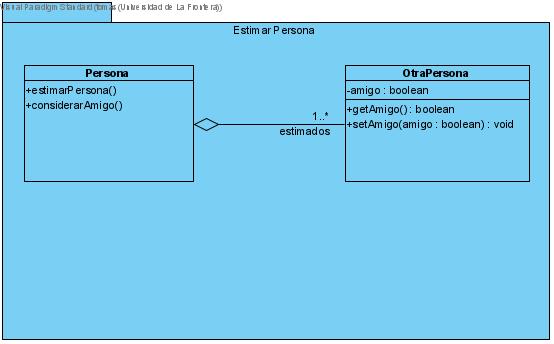 Visual Paradigm Standard (tomas (Universidad de La Frontera))
Estimar Persona
Persona
+estimarPersona()
+considerarAmigo()
1..*
estimados
OtraPersona
-amigo : boolean
+getAmigo() : boolean
+setAmigo(amigo : boolean) : void